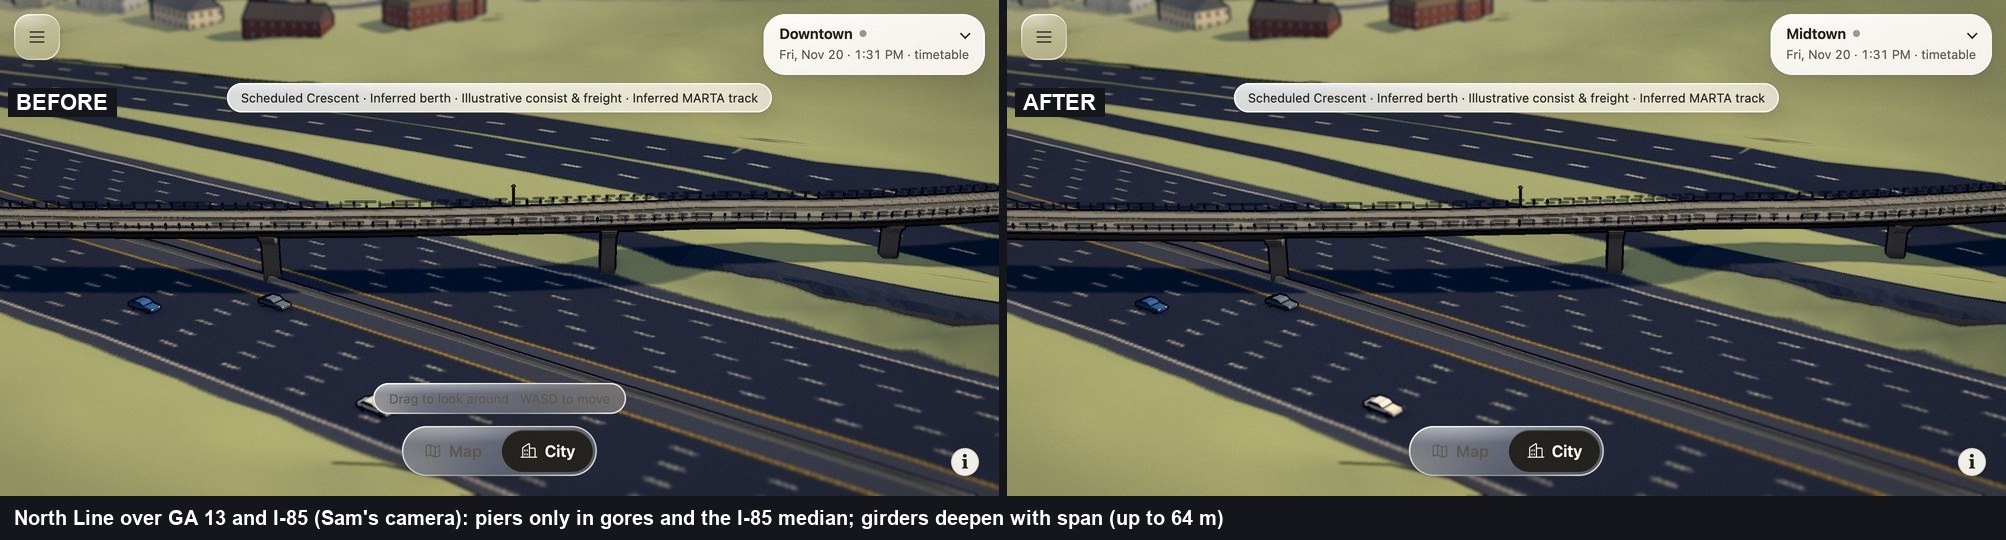 Downtown
Fri, Nov 20 · 1:31 PM · timetable
BEFORE
Scheduled Crescent · Inferred berth · Illustrative consist & freight · Inferred MARTA track
Drag to look around · WASD to move
Map
City
i
Midtown
Fri, Nov 20 · 1:31 PM · timetable
AFTER
Scheduled Crescent · Inferred berth · Illustrative consist & freight · Inferred MARTA track
Map
City
i
North Line over GA 13 and I-85 (Sam's camera): piers only in gores and the I-85 median; girders deepen with span (up to 64 m)